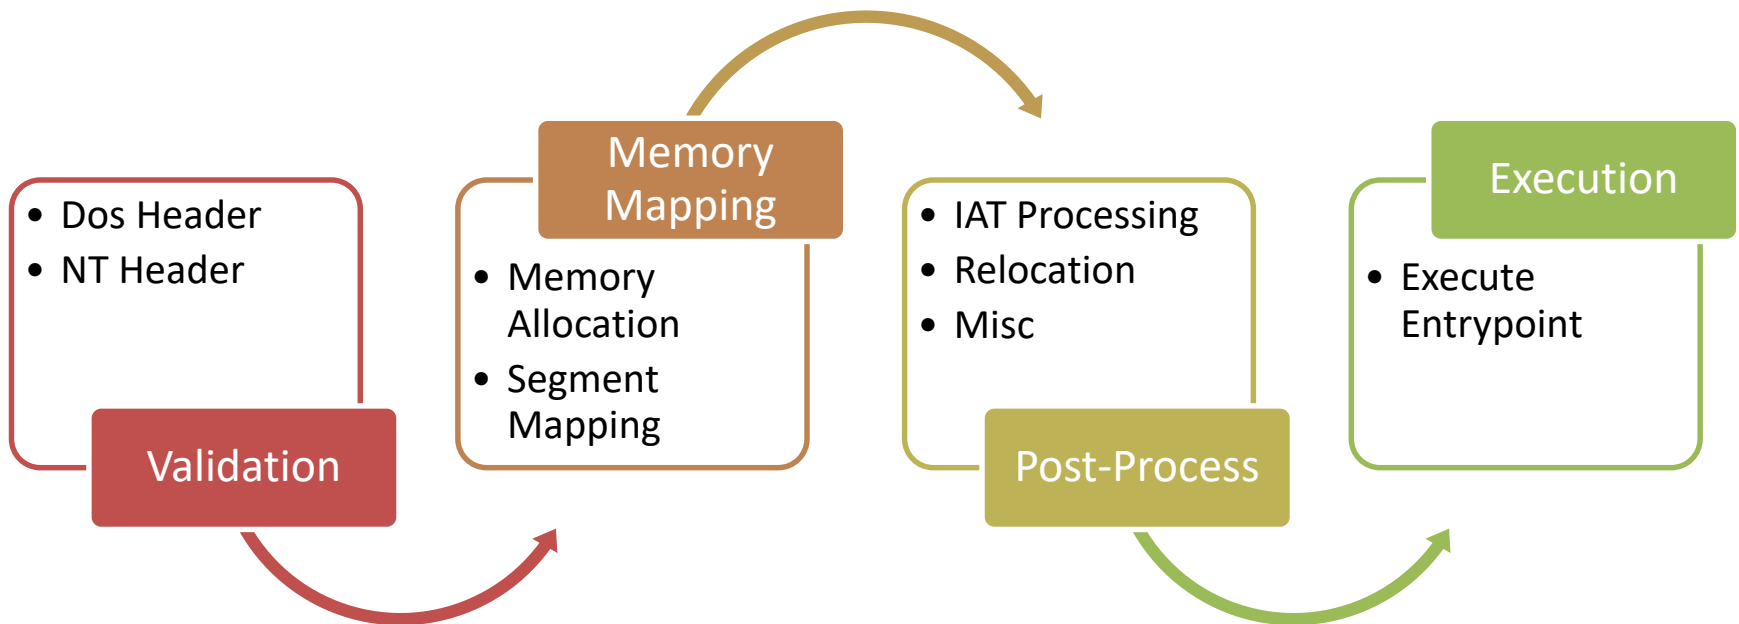 • Dos Header
• NT Header
Validation
Memory
Mapping
• Memory
Allocation
• Segment
Mapping
• IAT Processing
• Relocation
• Misc
Post-Process
Execution
• Execute
Entrypoint